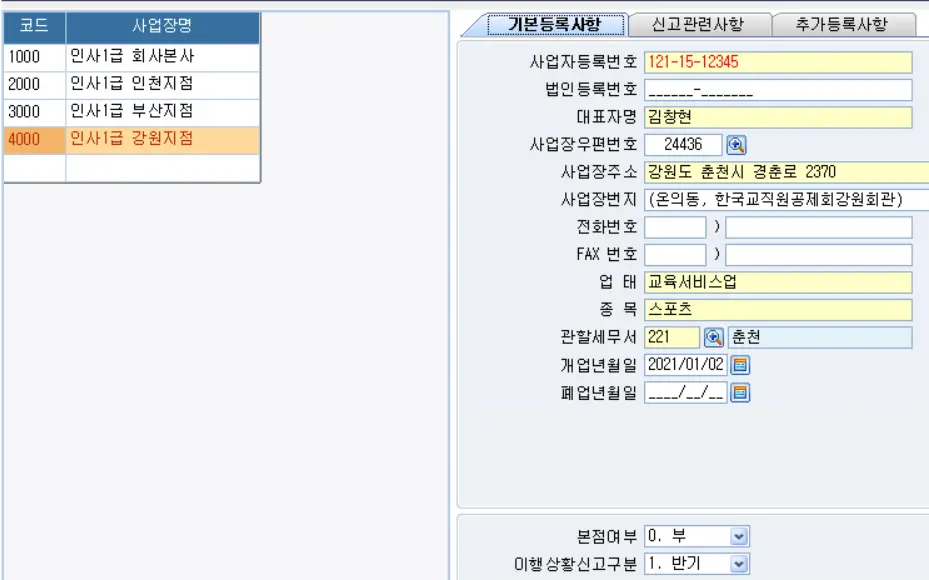 코드 사업장명
1000 인사1급 회사본사
2000 인사1급 인천지점
3000 인사1급 부산지점
4000 인사1급 강원지점
기본등록사항 신고관련사항 추가등록사항
사업자등록번호 121-15-12345
법인등록번호 ______-_______
대표자명 김창현
사업장우편번호 24436
사업장주소 강원도 춘천시 경춘로 2370
사업장번지 (온의동, 한국교직원공제회강원회관)
전화번호 )
FAX 번호 )
업 태 교육서비스업
종 목 스포츠
관할세무서 221 춘천
개업년월일 2021/01/02
폐업년월일 ____/__/__
본점여부 0. 부
이행상황신고구분 1. 반기